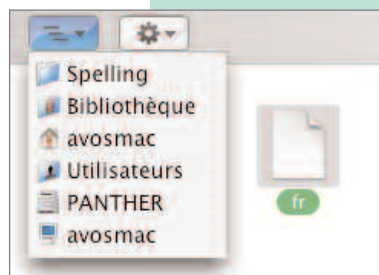 Spelling
Bibliothèque
avosmac
Utilisateurs
PANTHER
avosmac
fr